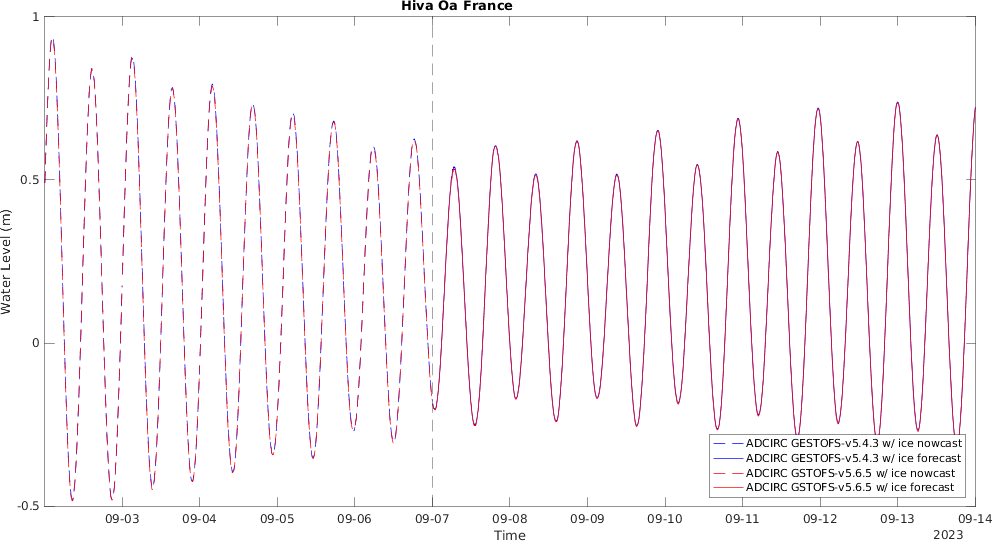 Hiva Oa France
1
0.5
0
-0.5
Water Level (m)
09-03 09-04 09-05 09-06 09-07 09-08 09-09 09-10 09-11 09-12 09-13 09-14
Time
2023
ADCIRC GESTOFS-v5.4.3 w/ ice nowcast
ADCIRC GESTOFS-v5.4.3 w/ ice forecast
ADCIRC GSTOFS-v5.6.5 w/ ice nowcast
ADCIRC GSTOFS-v5.6.5 w/ ice forecast